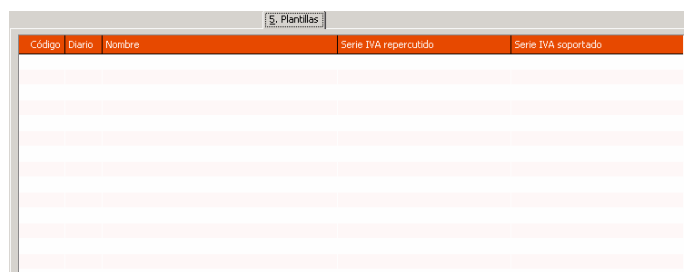 5. Plantillas
Código Diario Nombre Serie IVA repercutido Serie IVA soportado